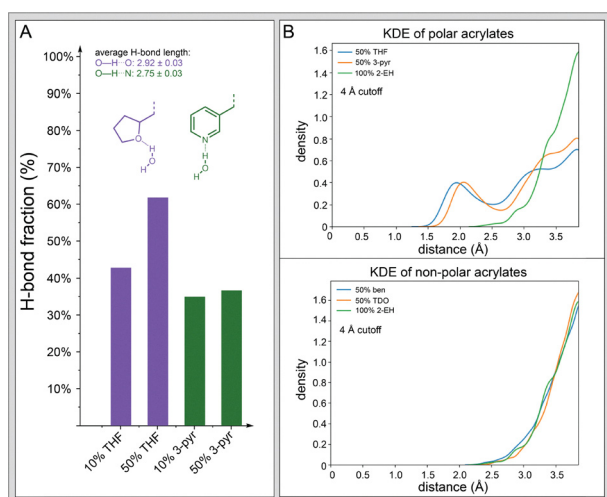 A
average H-bond length:
O—H···O: 2.92 ± 0.03
O—H···N: 2.75 ± 0.03
H-bond fraction (%)
100%
90%
80%
70%
60%
50%
40%
30%
20%
10%
O
H
O
H
N
H
O
H
10% THF
50% THF
10% 3-pyr
50% 3-pyr
B
KDE of polar acrylates
50% THF
50% 3-pyr
100% 2-EH
4 Å cutoff
density
1.6
1.4
1.2
1.0
0.8
0.6
0.4
0.2
0
0 0.5 1.0 1.5 2.0 2.5 3.0 3.5
distance (Å)
KDE of non-polar acrylates
50% ben
50% TDO
100% 2-EH
4 Å cutoff
density
1.6
1.4
1.2
1.0
0.8
0.6
0.4
0.2
0
0 0.5 1.0 1.5 2.0 2.5 3.0 3.5
distance (Å)